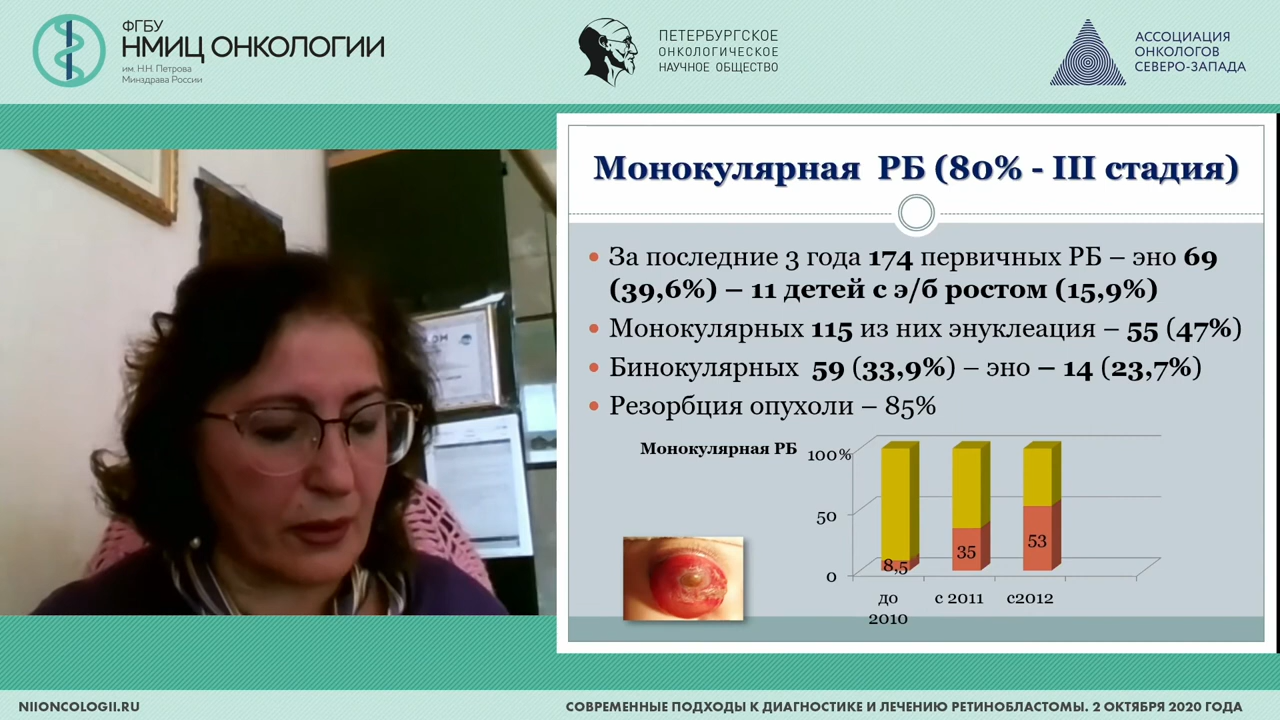 ФГБУ
НМИЦ ОНКОЛОГИИ
им. Н.Н. Петрова
Минздрава России
ПЕТЕРБУРГСКОЕ
ОНКОЛОГИЧЕСКОЕ
НАУЧНОЕ ОБЩЕСТВО
АССОЦИАЦИЯ
ОНКОЛОГОВ
СЕВЕРО-ЗАПАДА
Монокулярная РБ (80% - III стадия)
• За последние 3 года 174 первичных РБ – эно 69
(39,6%) – 11 детей с э/б ростом (15,9%)
• Монокулярных 115 из них энуклеация – 55 (47%)
• Бинокулярных 59 (33,9%) – эно – 14 (23,7%)
• Резорбция опухоли – 85%
Монокулярная РБ
100%
50
0
8,5
35
53
до
2010
с 2011
с2012
NIIONCOLOGII.RU
СОВРЕМЕННЫЕ ПОДХОДЫ К ДИАГНОСТИКЕ И ЛЕЧЕНИЮ РЕТИНОБЛАСТОМЫ. 2 ОКТЯБРЯ 2020 ГОДА